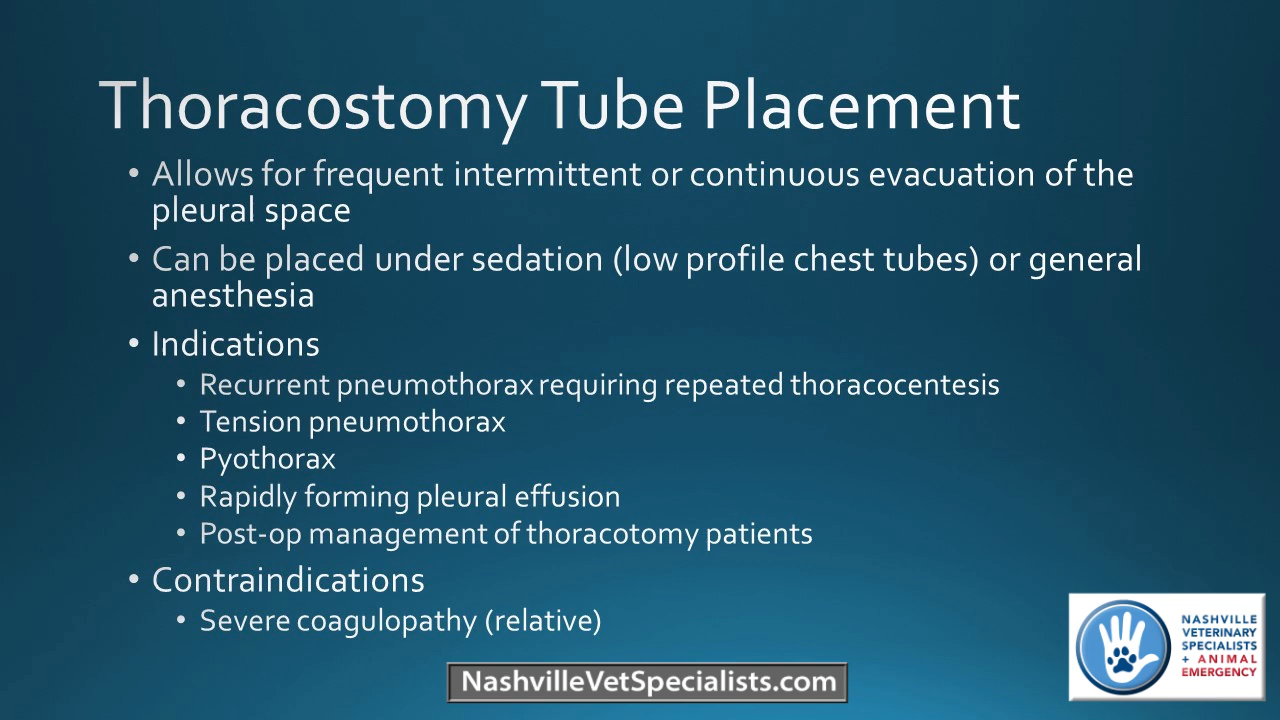 Thoracostomy Tube Placement
• Allows for frequent intermittent or continuous evacuation of the
pleural space
• Can be placed under sedation (low profile chest tubes) or general
anesthesia
• Indications
• Recurrent pneumothorax requiring repeated thoracocentesis
• Tension pneumothorax
• Pyothorax
• Rapidly forming pleural effusion
• Post-op management of thoracotomy patients
• Contraindications
• Severe coagulopathy (relative)
NASHVILLE
VETERINARY
SPECIALISTS
+ ANIMAL
EMERGENCY
NashvilleVetSpecialists.com